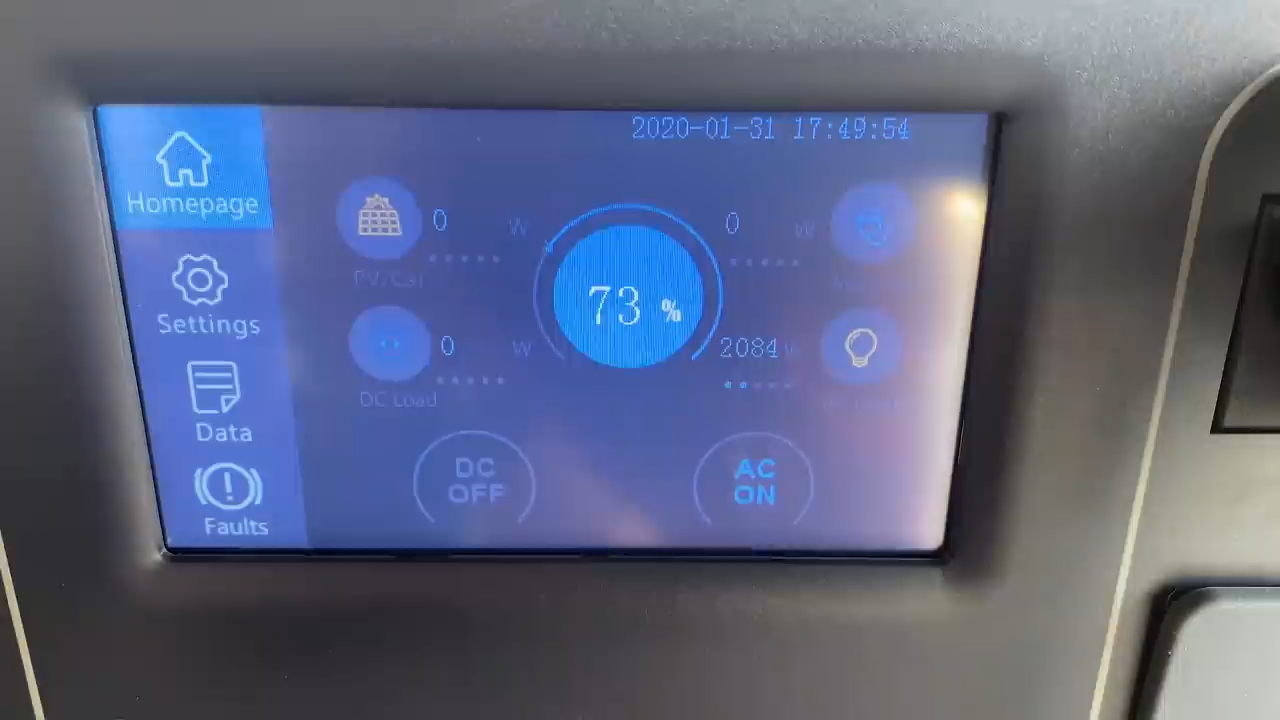 2020-01-31 17:49:54
Homepage
0 W
0 W
PV/Car
73 %
Settings
0 W
2084 W
DC Load
Data
DC
OFF
AC
ON
Faults